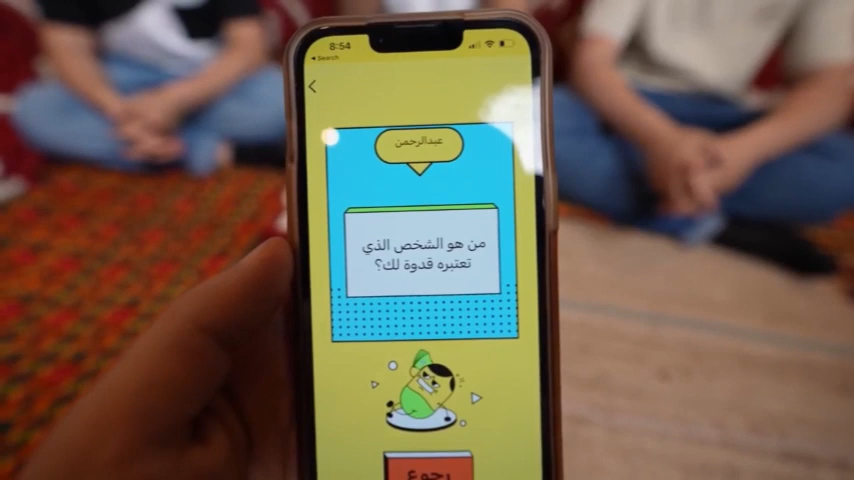 8:54
◂ Search
عبدالرحمن
من هو الشخص الذي
تعتبره قدوة لك؟
رجوع